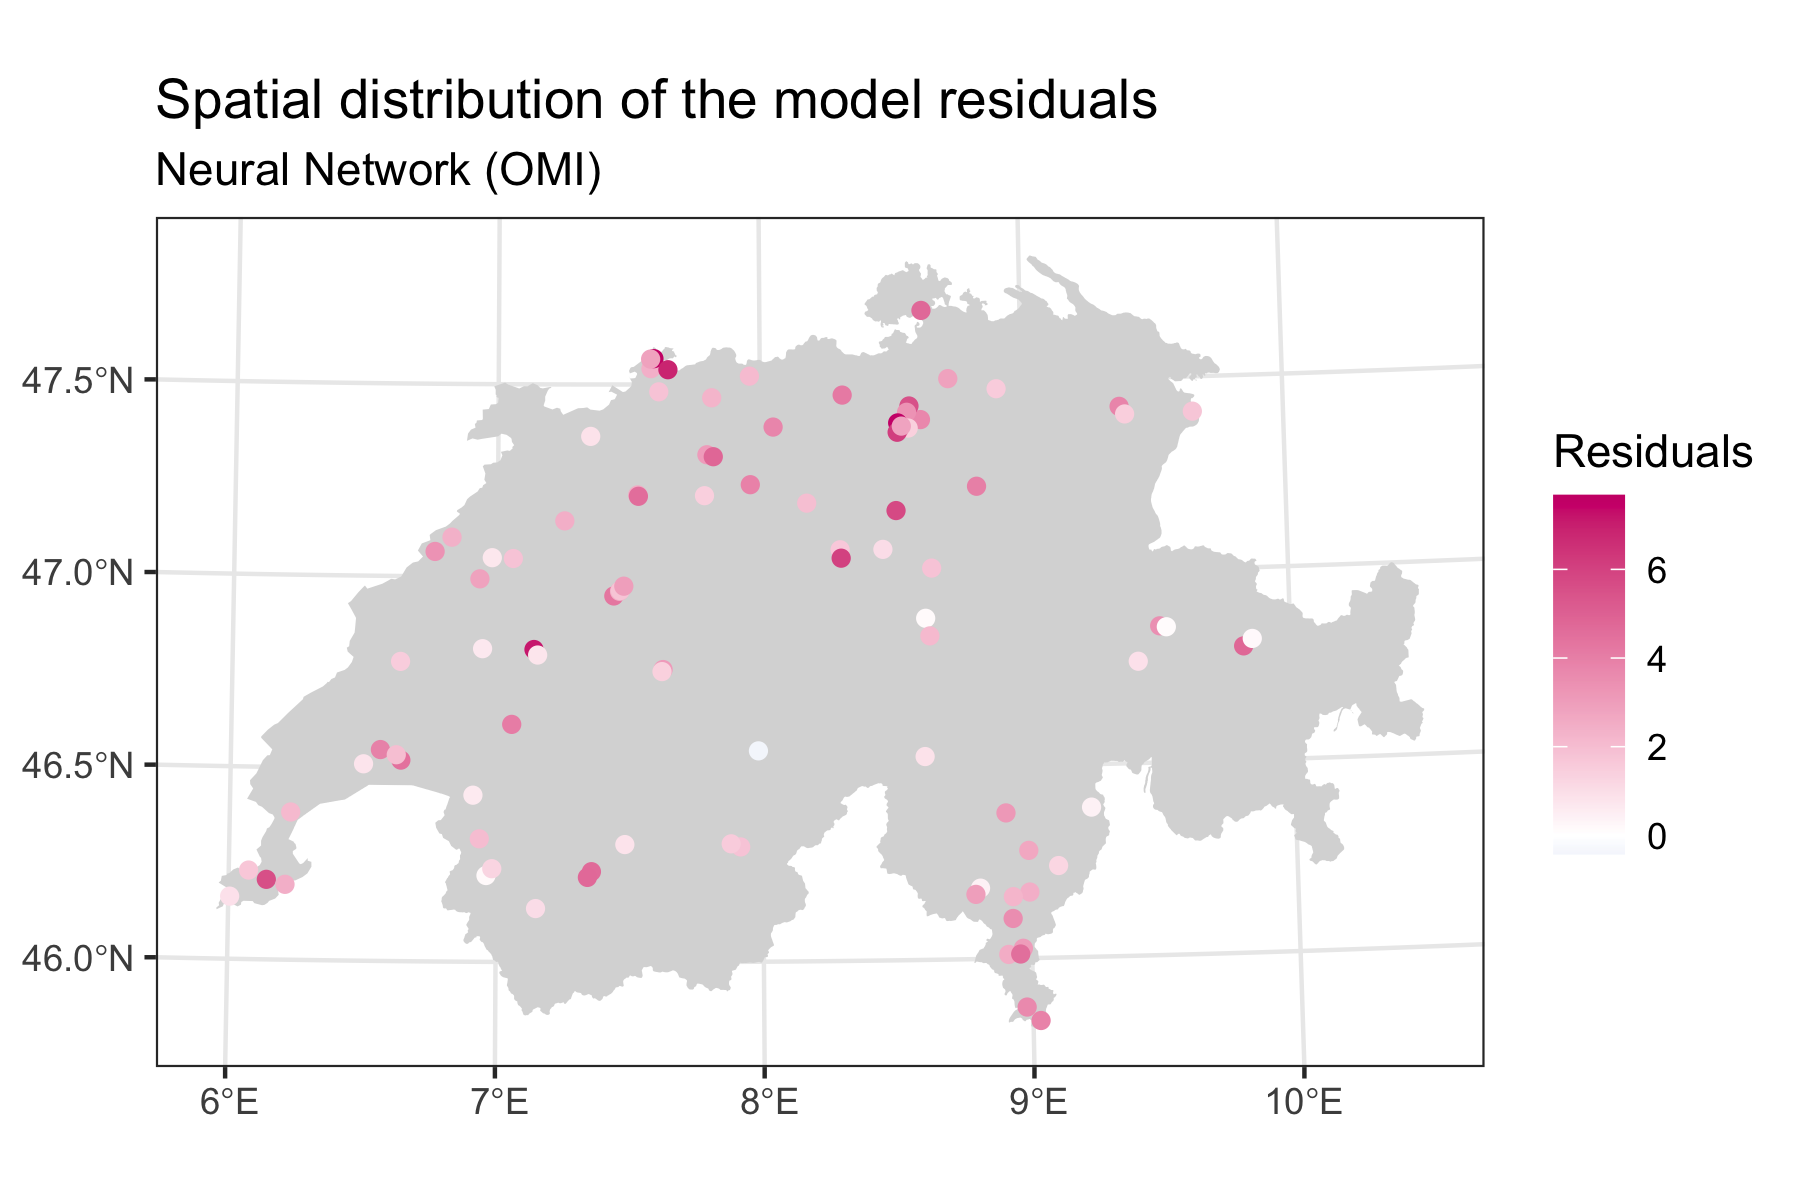 Spatial distribution of the model residuals
Neural Network (OMI)
47.5°N
47.0°N
46.5°N
46.0°N
6°E
7°E
8°E
9°E
10°E
Residuals
6
4
2
0